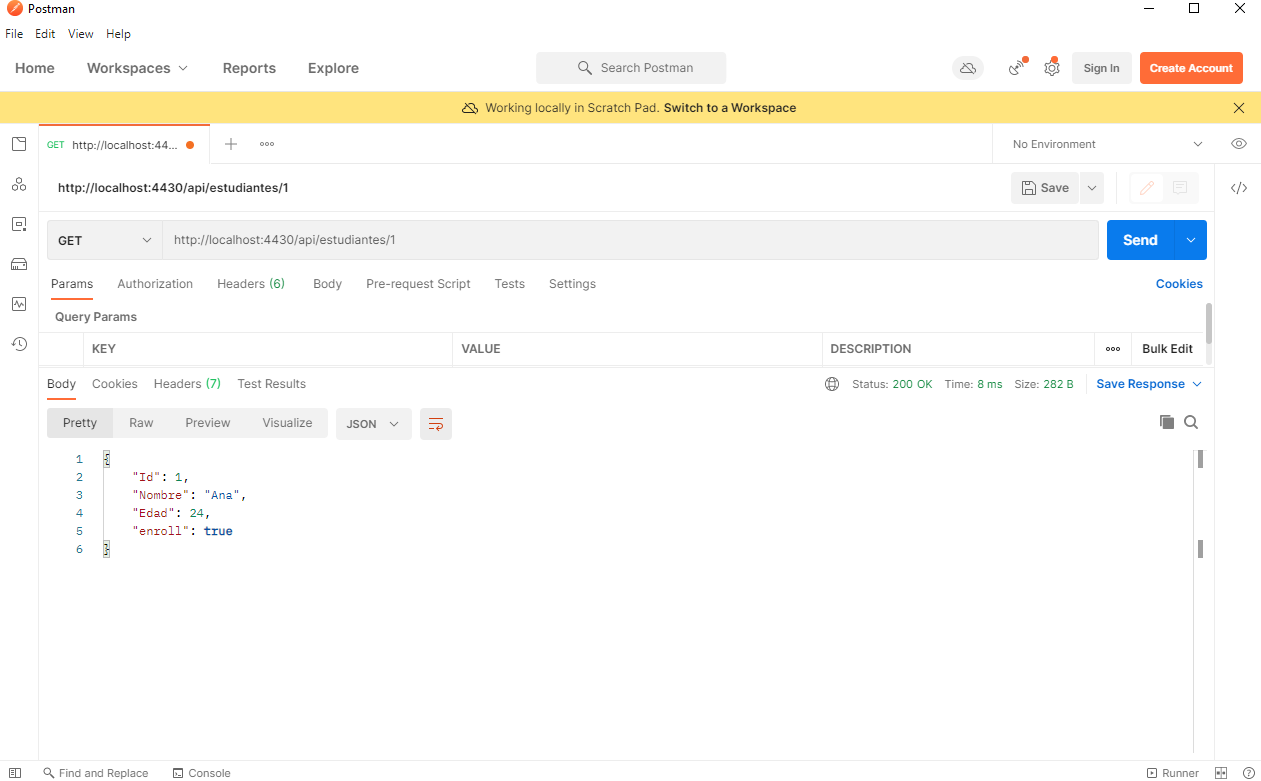 Postman
File Edit View Help
Home Workspaces Reports Explore Search Postman Sign In Create Account
Working locally in Scratch Pad. Switch to a Workspace
GET http://localhost:44... No Environment
http://localhost:4430/api/estudiantes/1 Save
GET http://localhost:4430/api/estudiantes/1 Send
Params Authorization Headers (6) Body Pre-request Script Tests Settings Cookies
Query Params
KEY VALUE DESCRIPTION Bulk Edit
Body Cookies Headers (7) Test Results Status: 200 OK Time: 8 ms Size: 282 B Save Response
Pretty Raw Preview Visualize JSON
1 {
2 "Id": 1,
3 "Nombre": "Ana",
4 "Edad": 24,
5 "enroll": true
6 }
Find and Replace Console Runner